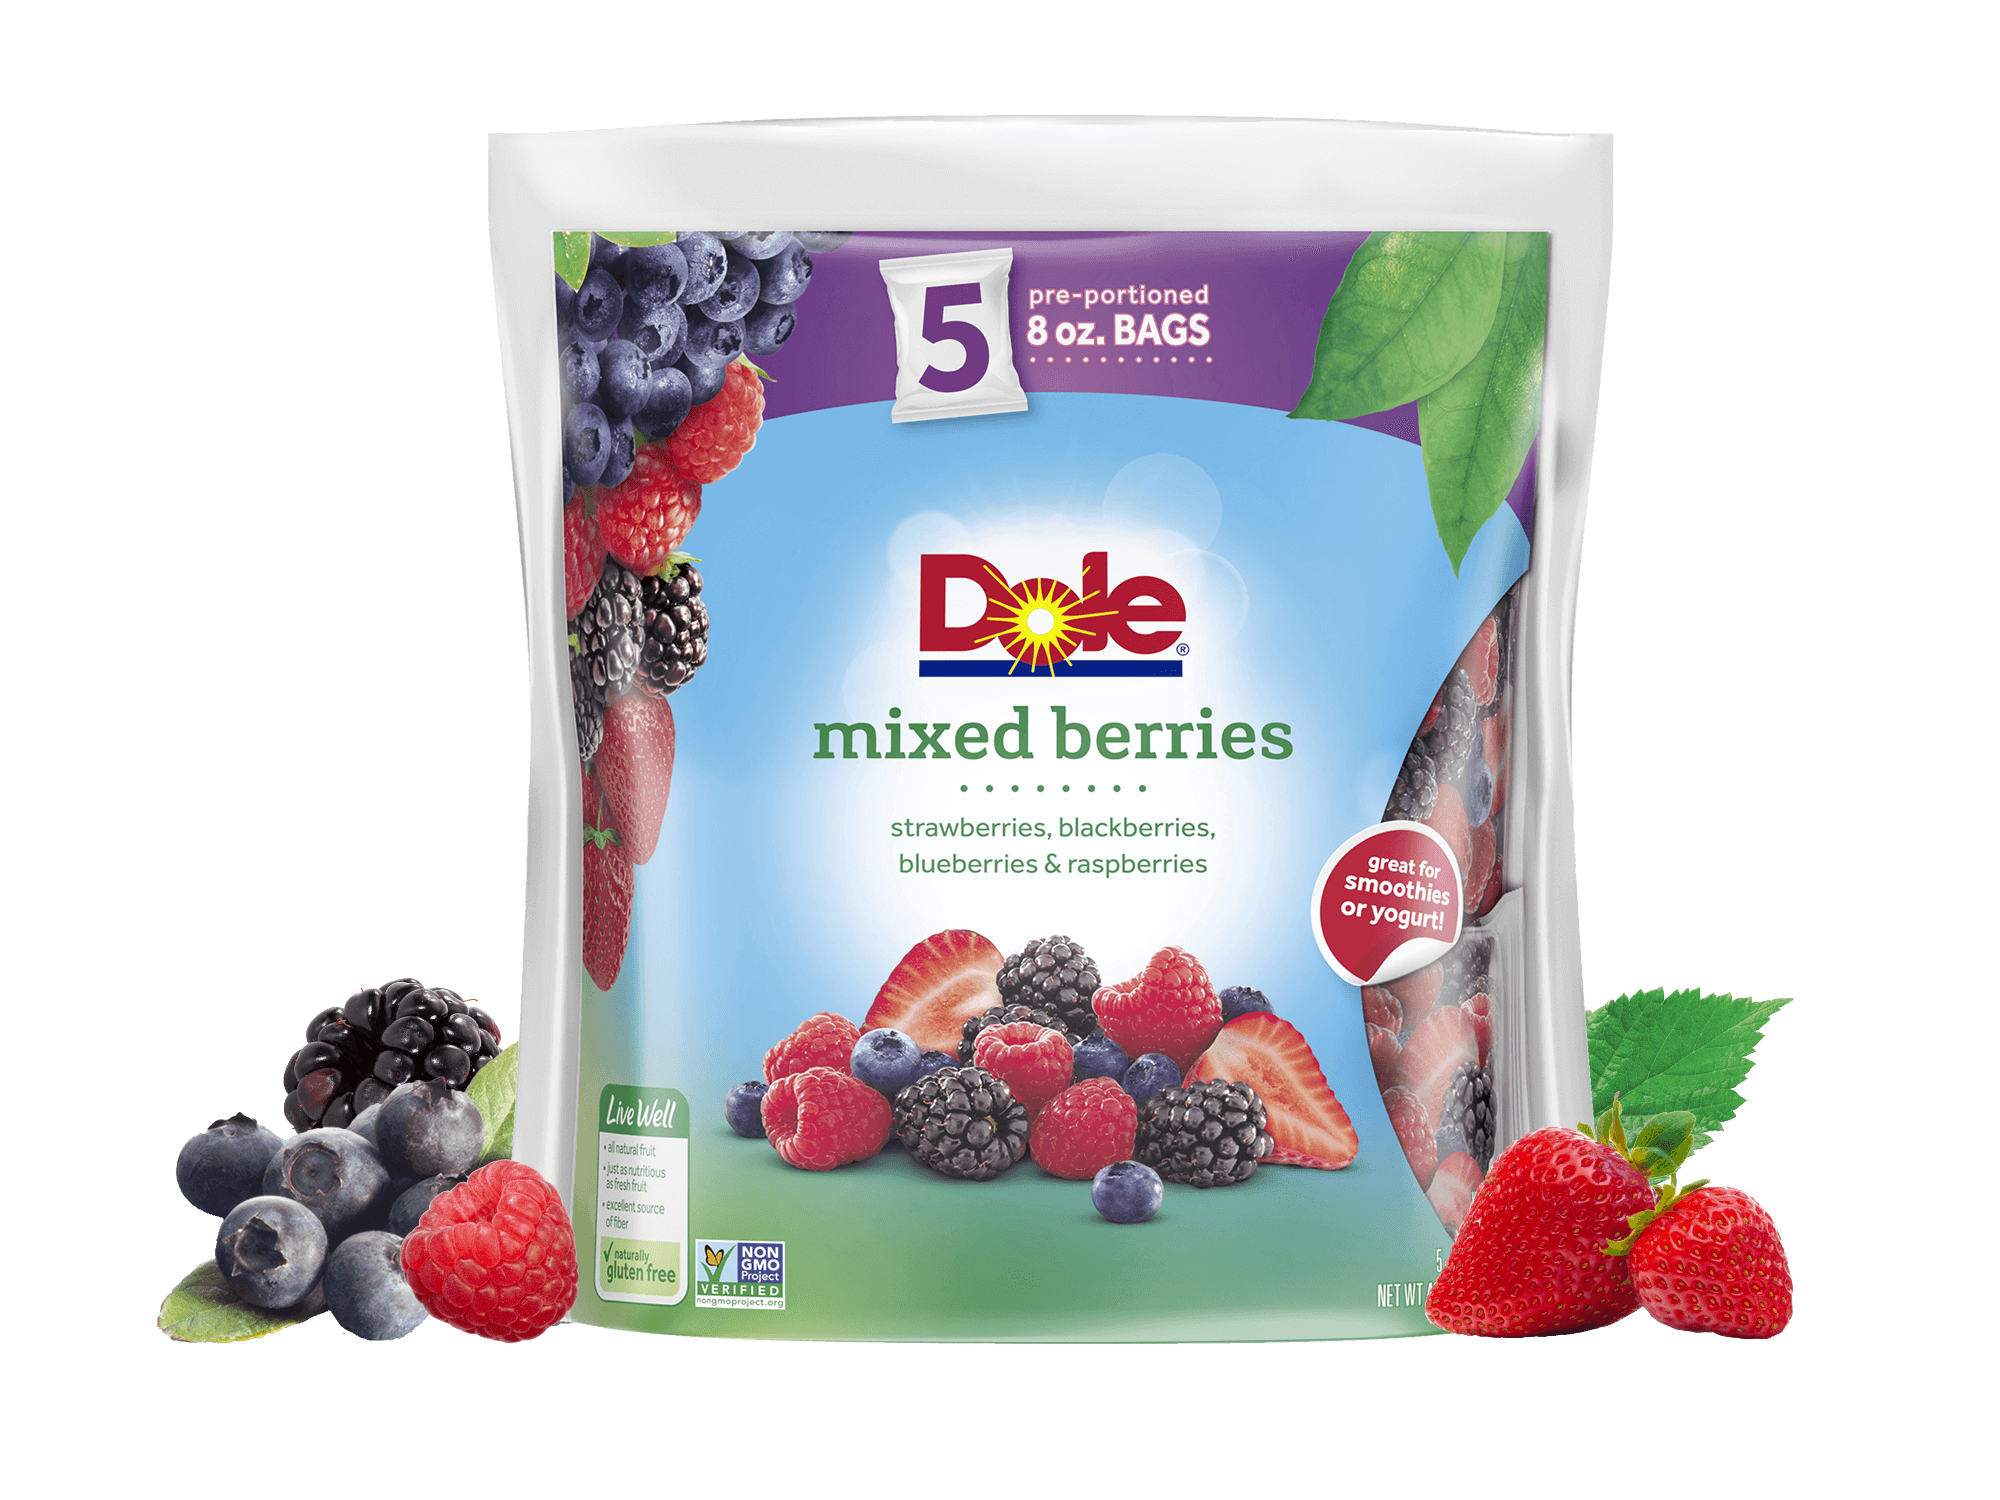 5
pre-portioned
8 oz. BAGS
Dole®
mixed berries
strawberries, blackberries,
blueberries & raspberries
great for
smoothies
or yogurt!
Live Well
• all natural fruit
• just as nutritious
as fresh fruit
• excellent source
of fiber
naturally
gluten free
NON
GMO
Project
VERIFIED
nongmoproject.org
5
NET WT